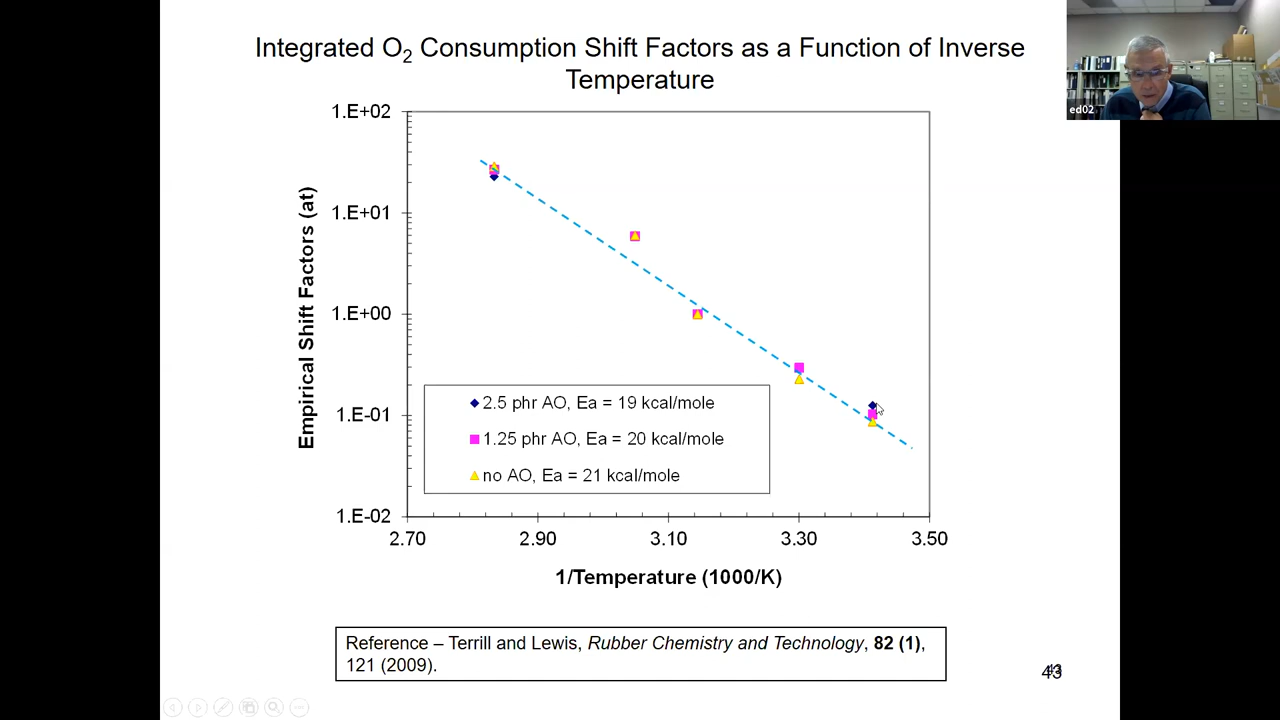 Integrated O2 Consumption Shift Factors as a Function of Inverse
Temperature
ed02
1.E+02
1.E+01
1.E+00
1.E-01
1.E-02
Empirical Shift Factors (at)
2.5 phr AO, Ea = 19 kcal/mole
1.25 phr AO, Ea = 20 kcal/mole
no AO, Ea = 21 kcal/mole
2.70 2.90 3.10 3.30 3.50
1/Temperature (1000/K)
Reference – Terrill and Lewis, Rubber Chemistry and Technology, 82 (1),
121 (2009).
43